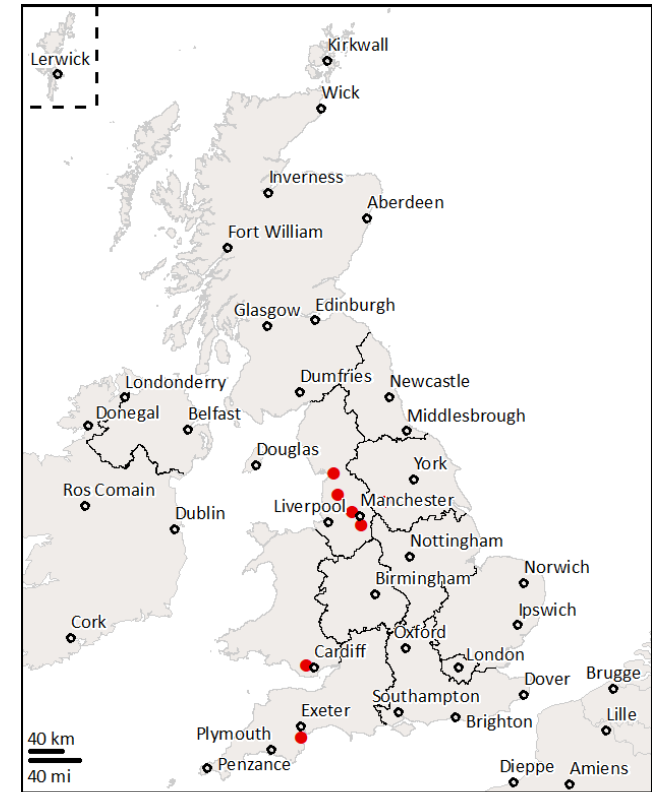 Kirkwall
Lerwick
Wick
Inverness
Aberdeen
Fort William
Glasgow
Edinburgh
Dumfries
Newcastle
Londonderry
Donegal
Belfast
Middlesbrough
Douglas
York
Ros Comain
Liverpool
Manchester
Dublin
Nottingham
Norwich
Birmingham
Ipswich
Cork
Oxford
Cardiff
London
Dover
Brugge
Southampton
Exeter
Lille
Brighton
Plymouth
40 km
Penzance
Dieppe
Amiens
40 mi